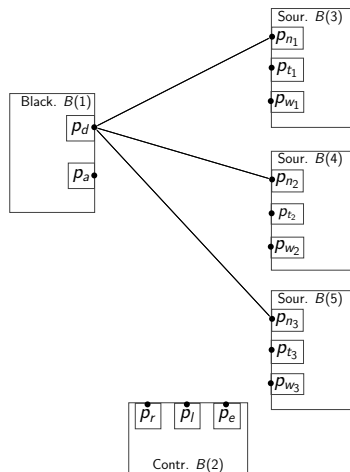 Sour. B(3)
p_{n_1}
p_{t_1}
p_{w_1}
Black. B(1)
p_d
p_a
Sour. B(4)
p_{n_2}
p_{t_2}
p_{w_2}
Sour. B(5)
p_{n_3}
p_{t_3}
p_{w_3}
p_r p_l p_e
Contr. B(2)